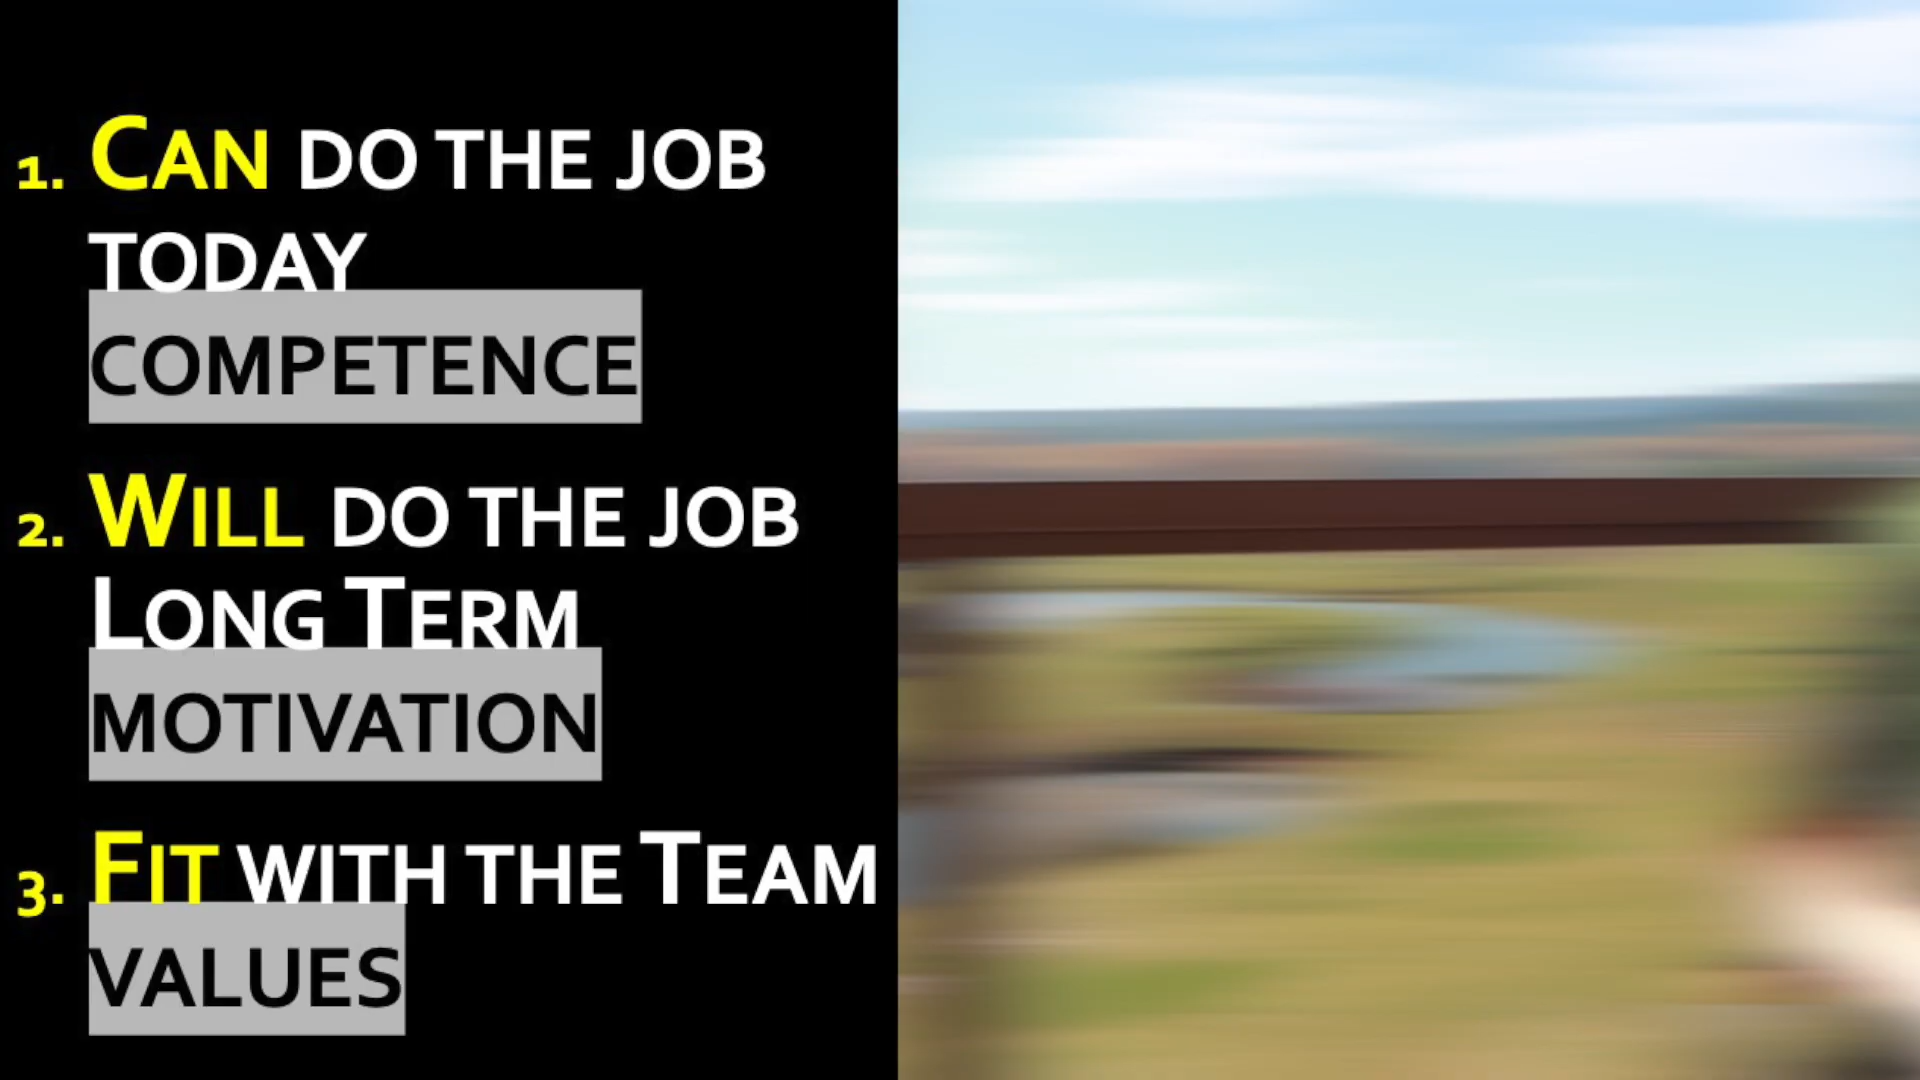 1. CAN DO THE JOB
TODAY
COMPETENCE
2. WILL DO THE JOB
LONG TERM
MOTIVATION
3. FIT WITH THE TEAM
VALUES